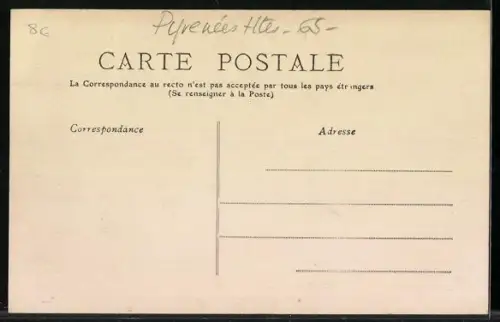 8€
Pyrenées Htes - 65 -
CARTE POSTALE
La Correspondance au recto n'est pas acceptée par tous les pays étrangers
(Se renseigner à la Poste)
Correspondance
Adresse